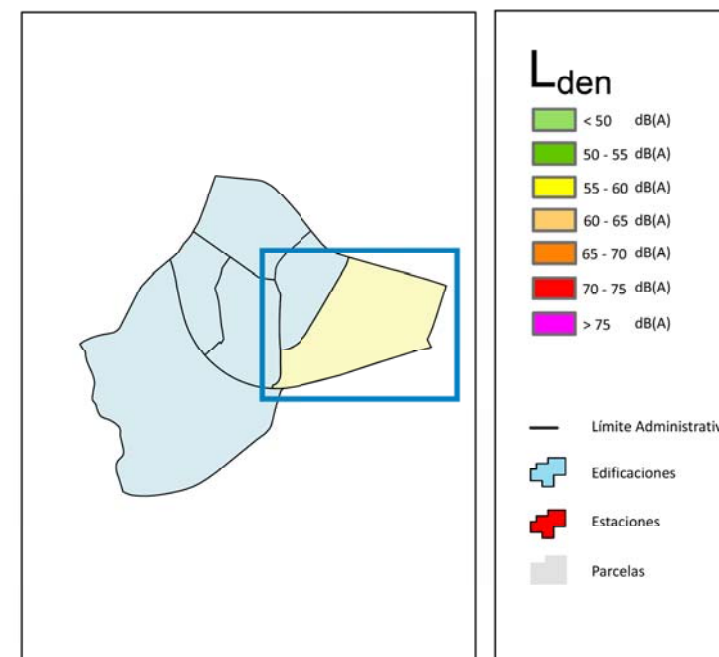 Lden
< 50 dB(A)
50 - 55 dB(A)
55 - 60 dB(A)
60 - 65 dB(A)
65 - 70 dB(A)
70 - 75 dB(A)
> 75 dB(A)
Límite Administrativ
Edificaciones
Estaciones
Parcelas